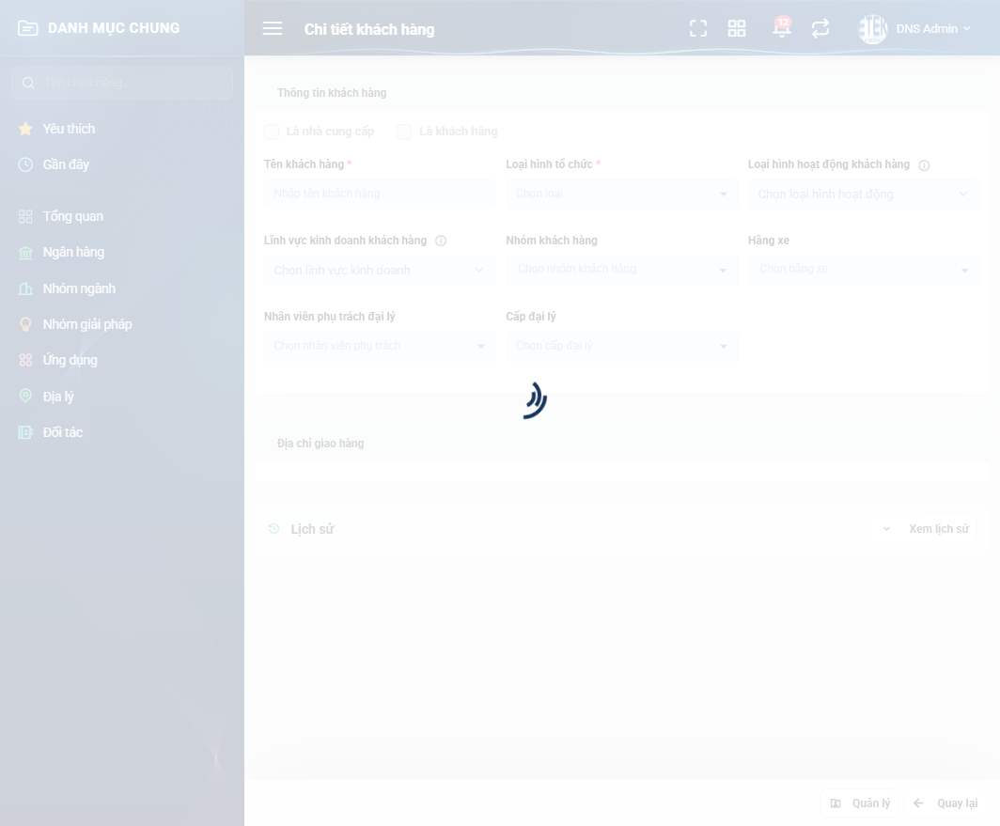 DANH MỤC CHUNG
Chi tiết khách hàng
12
DNS Admin
Tìm chức năng...
Yêu thích
Gần đây
Tổng quan
Ngân hàng
Nhóm ngành
Nhóm giải pháp
Ứng dụng
Địa lý
Đối tác
Thông tin khách hàng
Là nhà cung cấp Là khách hãng
Tên khách hàng * Loại hình tổ chức * Loại hình hoạt động khách hàng
Nhập tên khách hàng Chọn loại Chọn loại hình hoạt động
Lĩnh vực kinh doanh khách hàng Nhóm khách hàng Hãng xe
Chọn lĩnh vực kinh doanh Chọn nhóm khách hàng Chọn hãng xe
Nhân viên phụ trách đại lý Cấp đại lý
Chọn nhân viên phụ trách Chọn cấp đại lý
Địa chỉ giao hàng
Lịch sử Xem lịch sử
Quản lý Quay lại